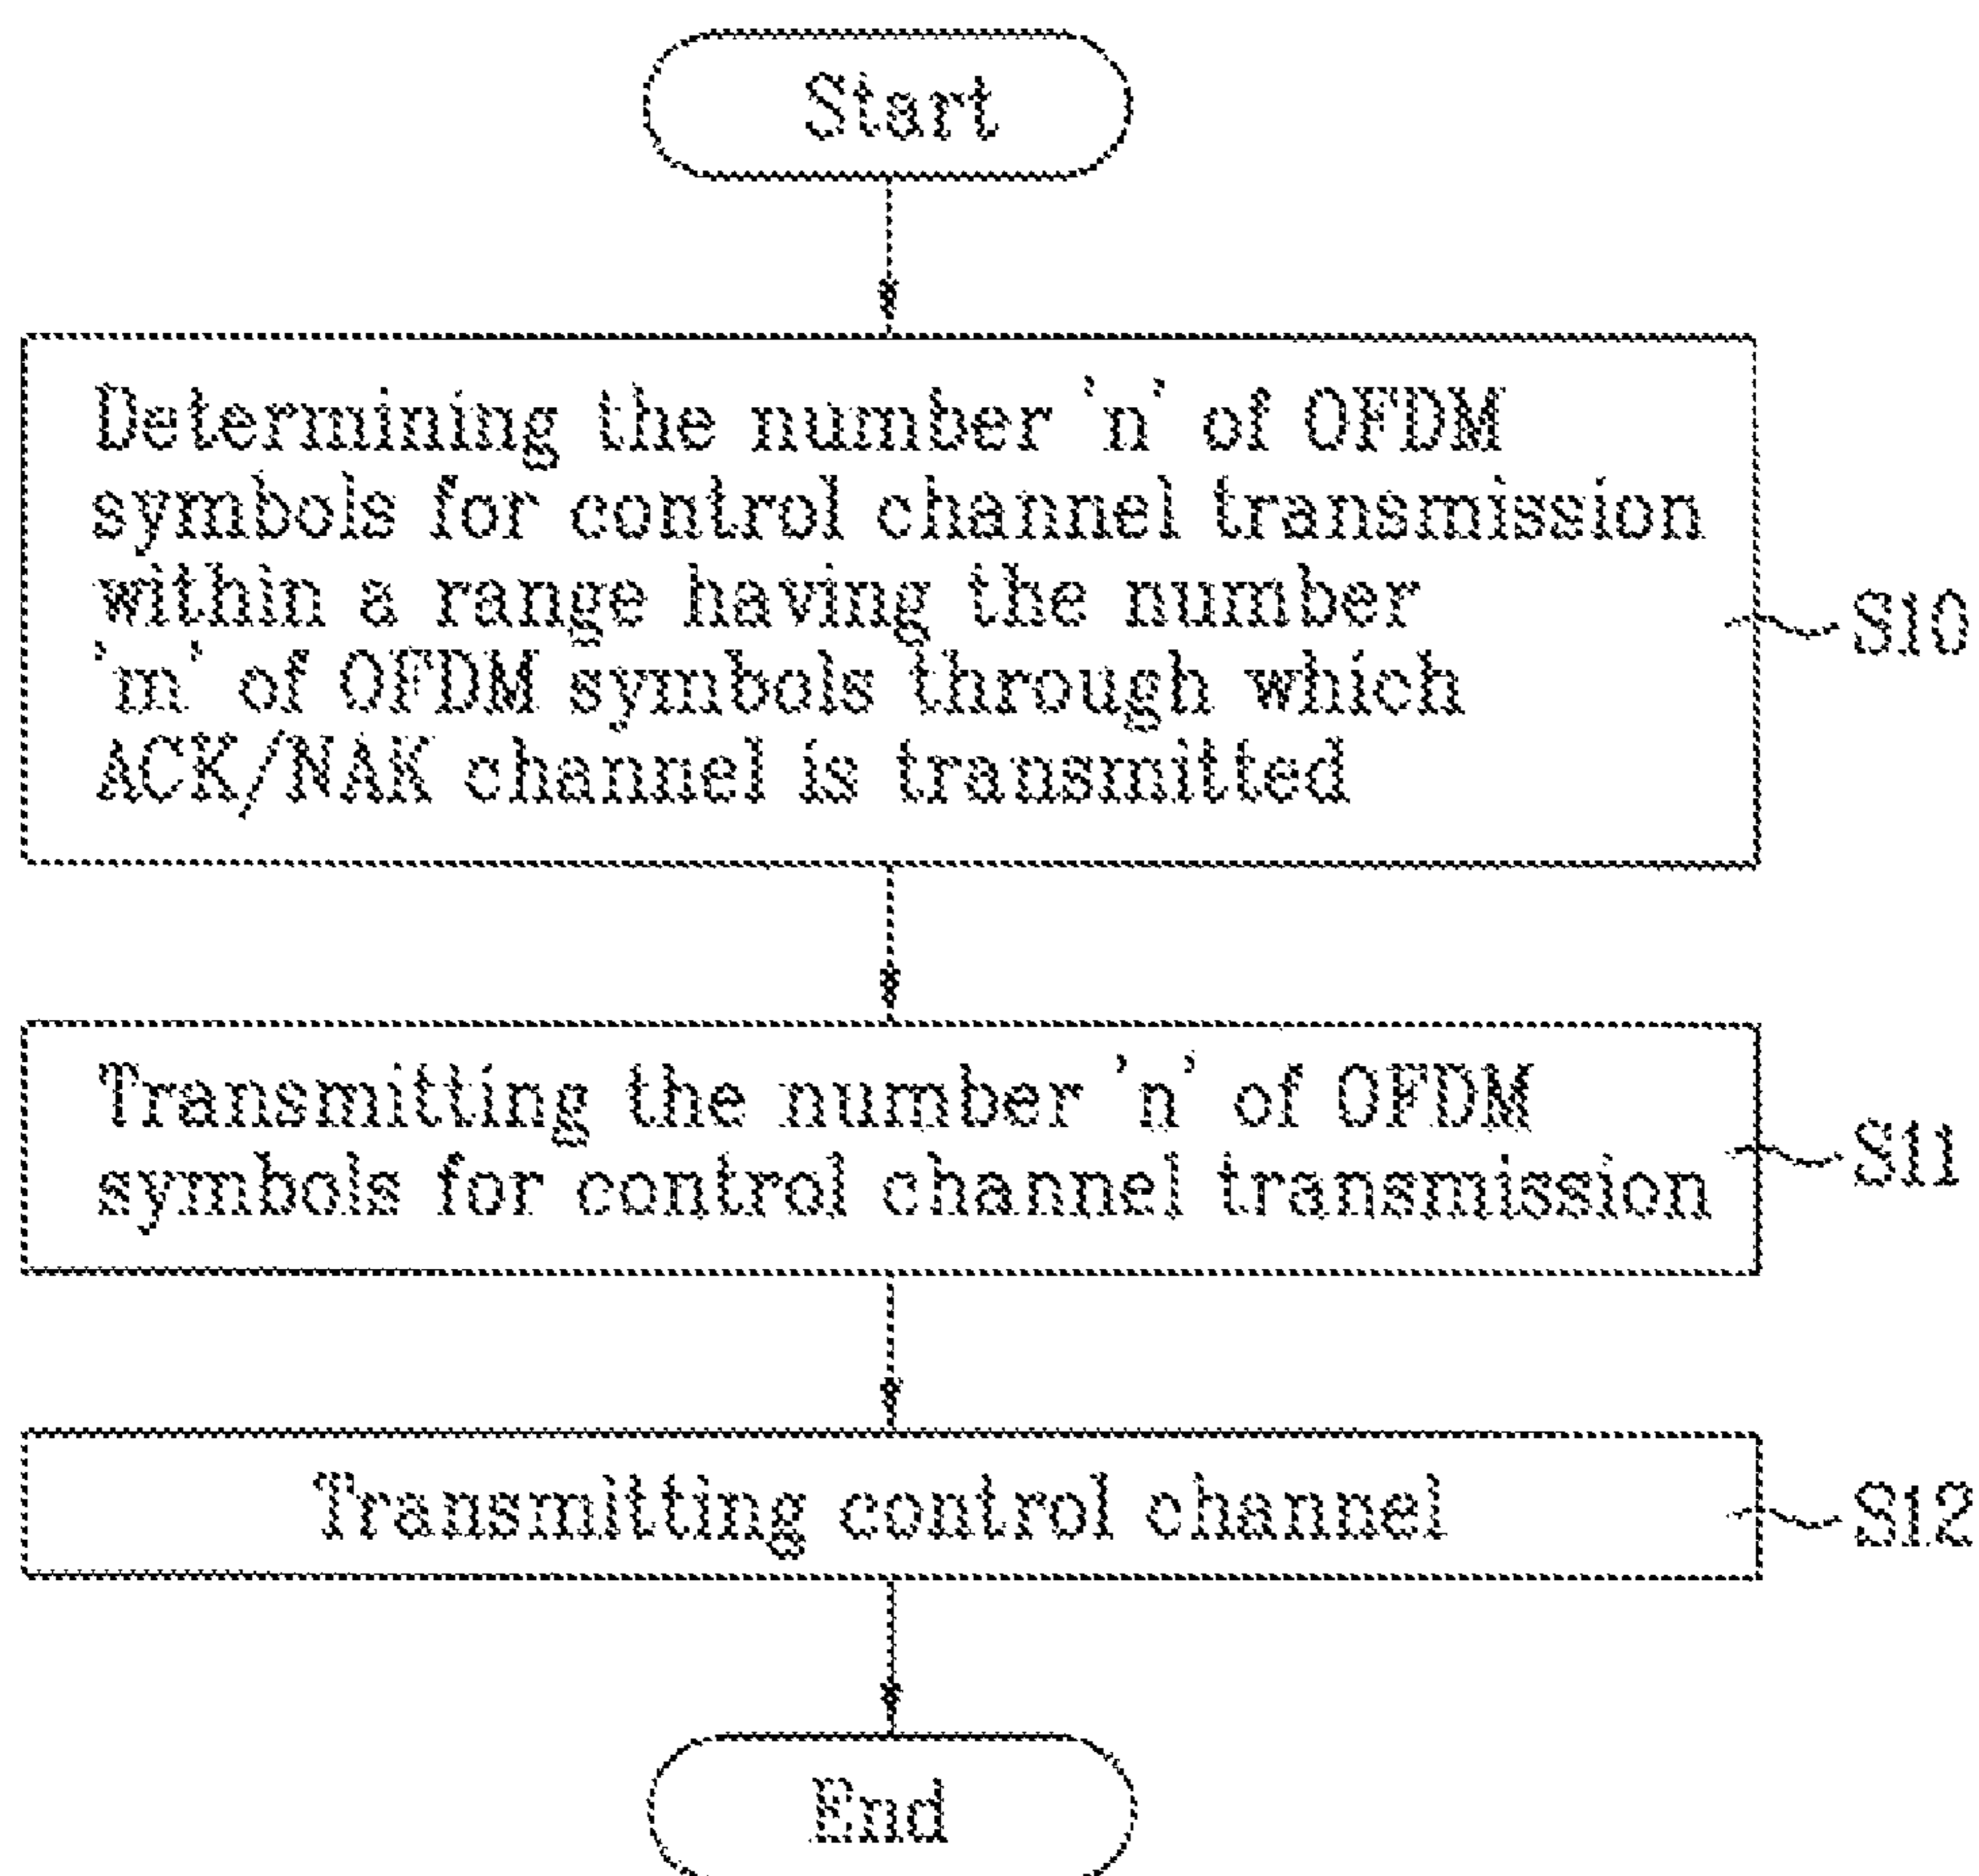 Start
Determining the number 'n' of OFDM
symbols for control channel transmission
within a range having the number
'm' of OFDM symbols through which
ACK/NAK channel is transmitted
S10
Transmitting the number 'n' of OFDM
symbols for control channel transmission
S11
Transmitting control channel
S12
End